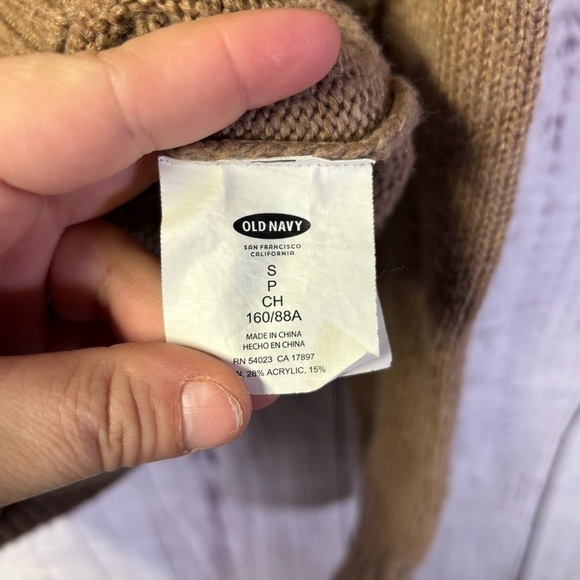 OLD NAVY
SAN FRANCISCO
CALIFORNIA
S
P
CH
160/88A
MADE IN CHINA
HECHO EN CHINA
RN 54023 CA 17897
28% ACRYLIC, 15%